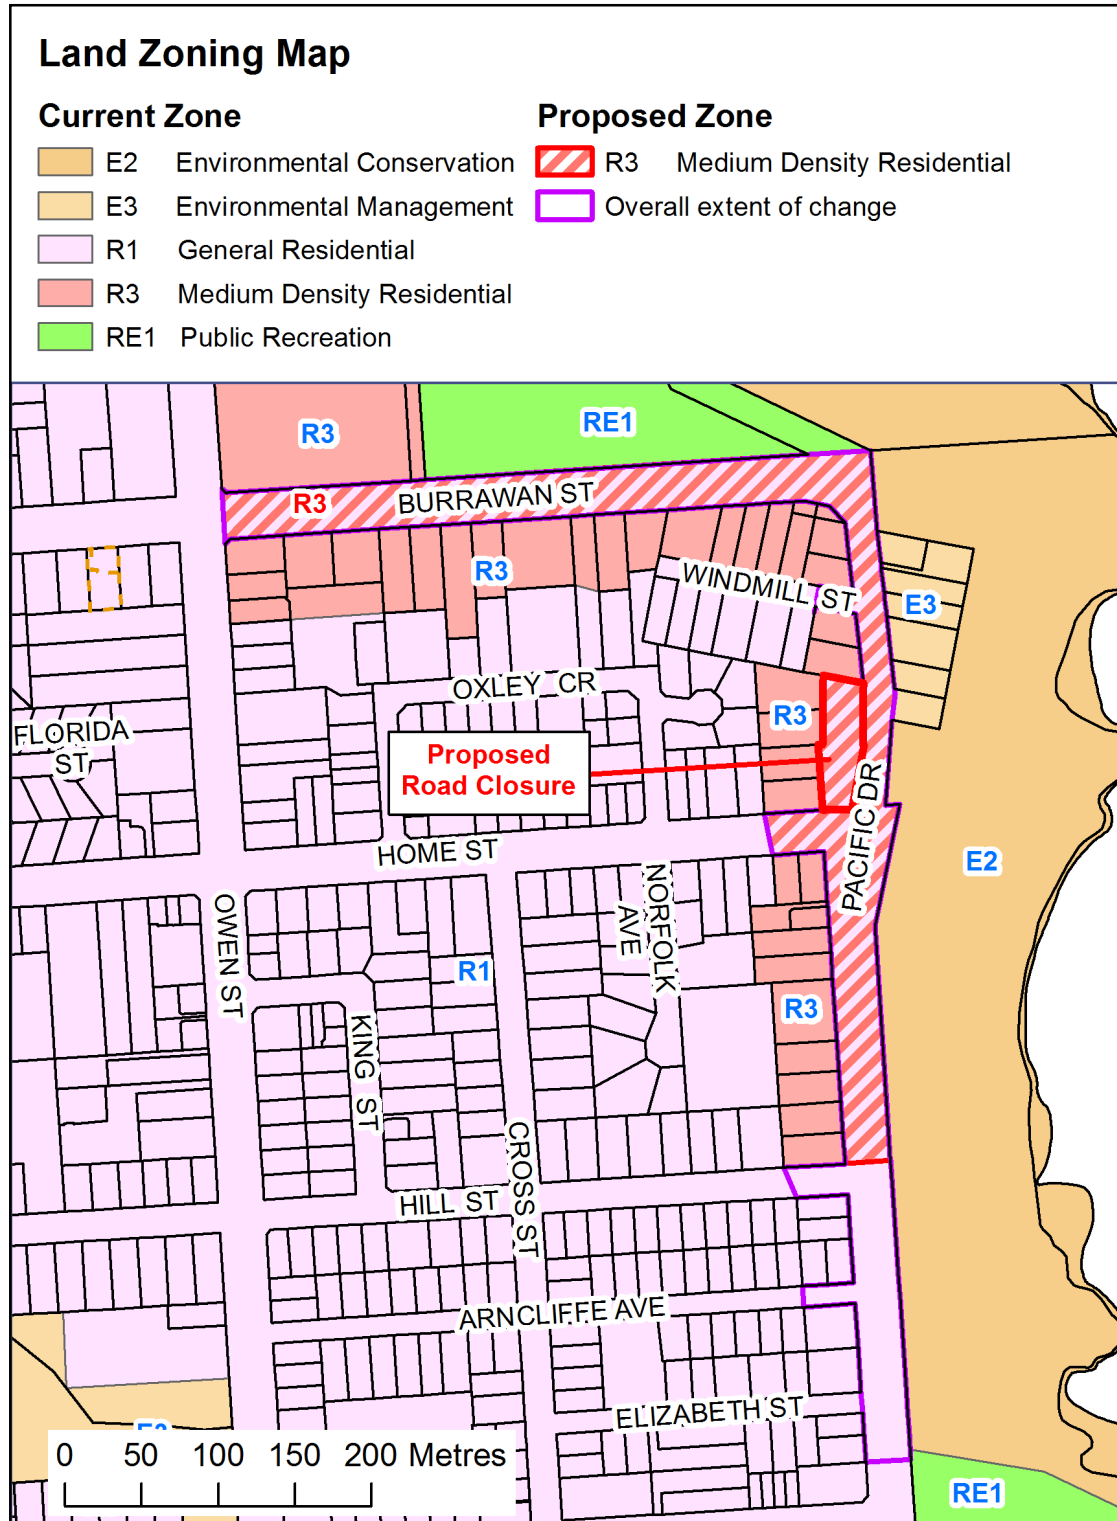 Land Zoning Map
Current Zone
Proposed Zone
E2 Environmental Conservation
R3 Medium Density Residential
E3 Environmental Management
Overall extent of change
R1 General Residential
R3 Medium Density Residential
RE1 Public Recreation
R3
RE1
R3
BURRAWAN ST
R3
WINDMILL ST
E3
OXLEY CR
R3
FLORIDA
ST
Proposed
Road Closure
PACIFIC DR
HOME ST
E2
NORFOLK
AVE
OWEN ST
R1
R3
KING ST
CROSS ST
HILL ST
ARNCLIFFE AVE
ELIZABETH ST
0 50 100 150 200 Metres
RE1